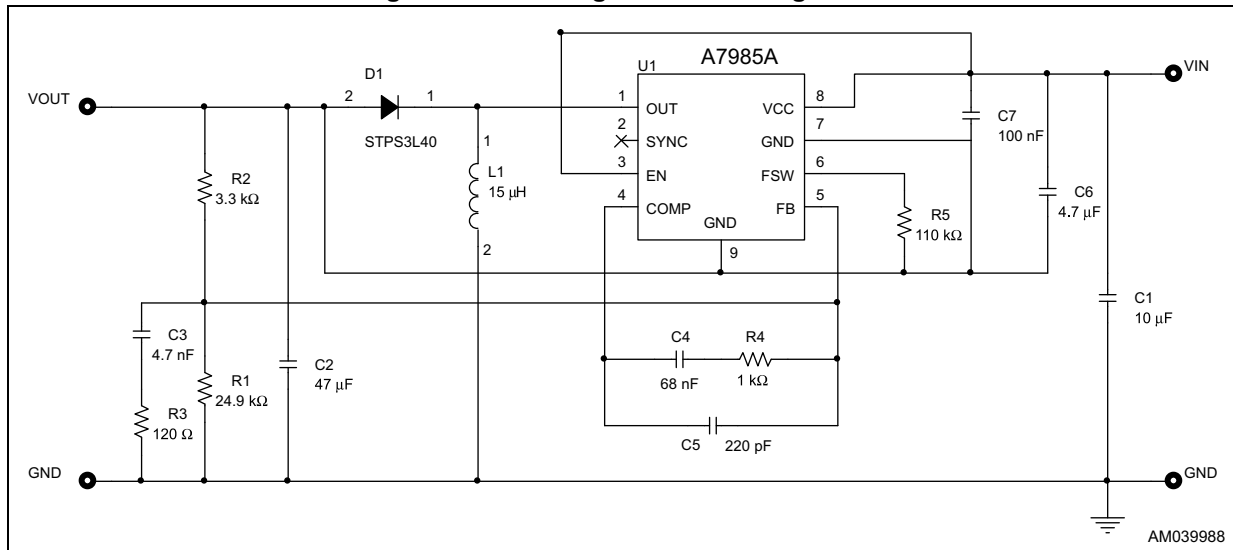 A7985A
U1
VIN
D1
VOUT
2
1
STPS3L40
1
OUT
VCC
8
2
SYNC
GND
7
3
EN
FSW
6
4
COMP
FB
5
GND
9
C7
100 nF
1
L1
15 µH
2
R2
3.3 kΩ
R5
110 kΩ
C6
4.7 µF
C3
4.7 nF
R1
24.9 kΩ
C2
47 µF
C4
68 nF
R4
1 kΩ
C1
10 µF
R3
120 Ω
C5
220 pF
GND
GND
AM039988